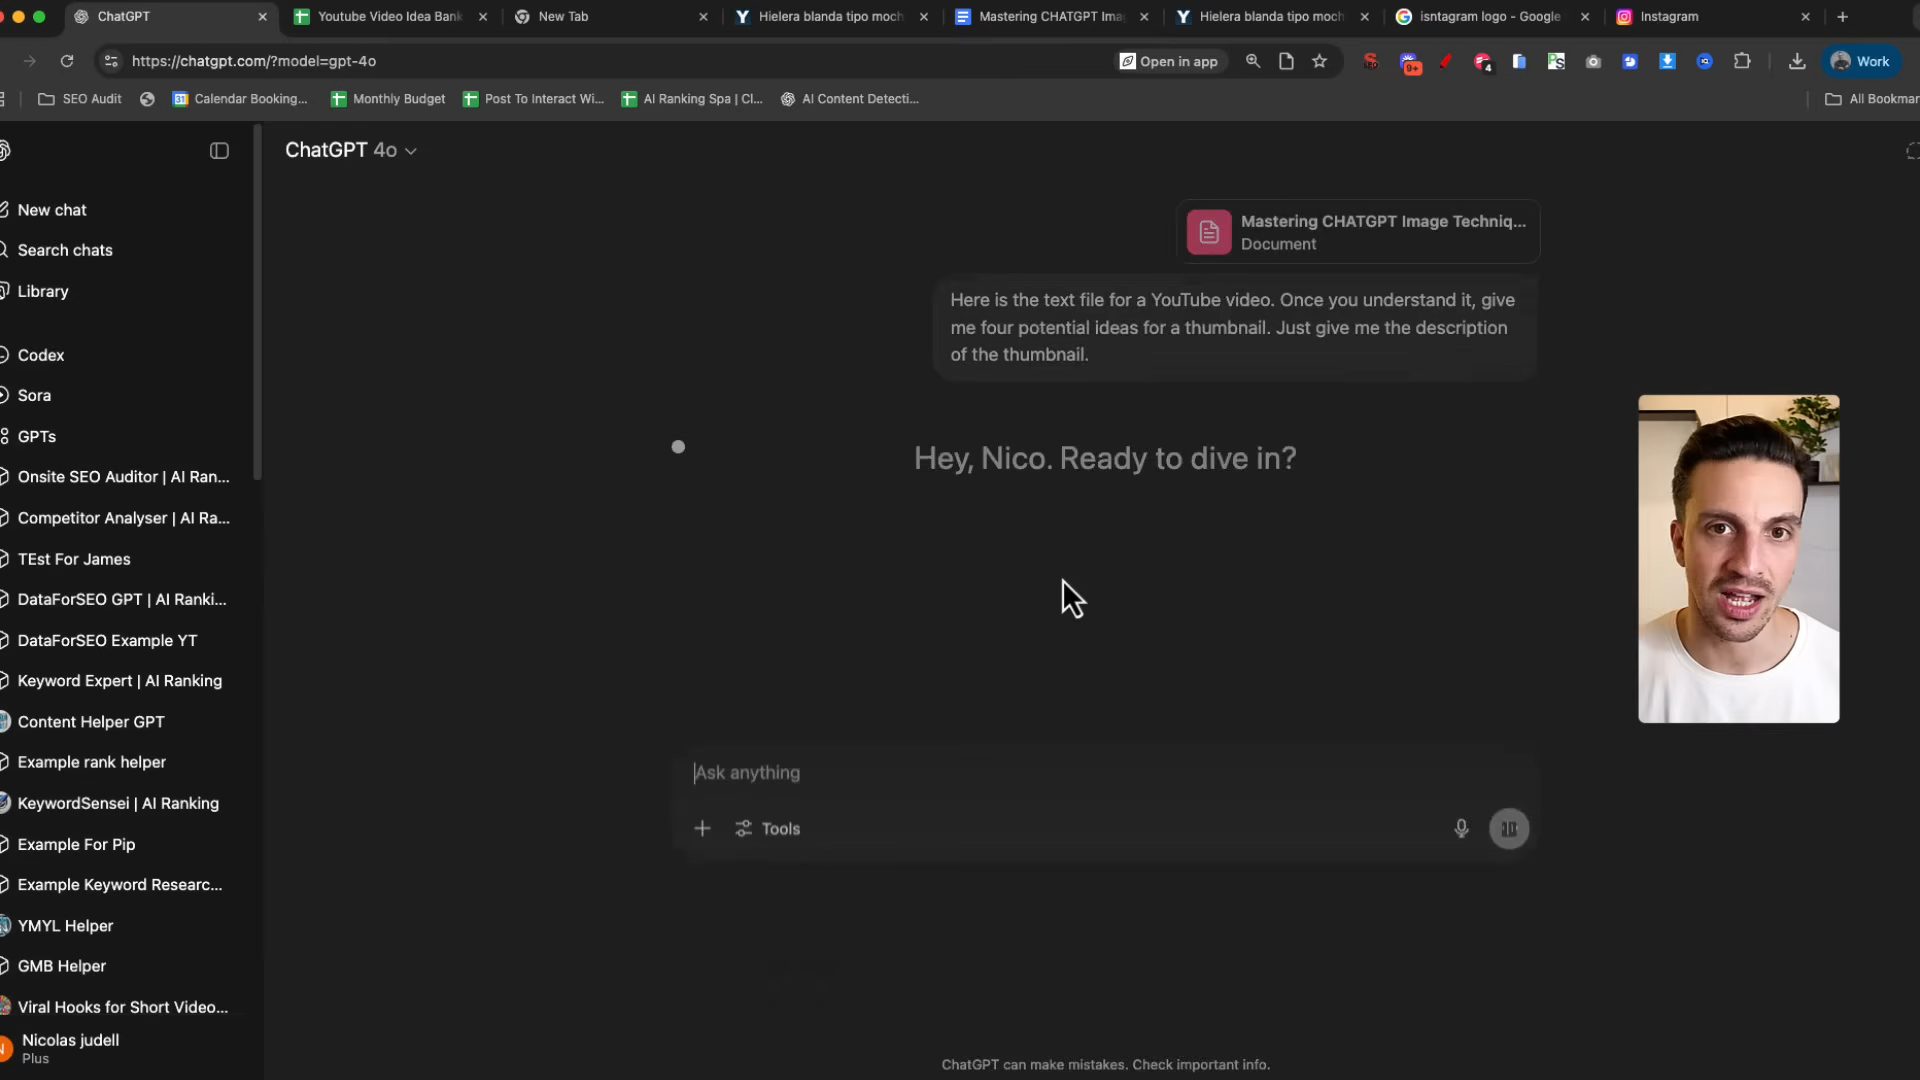 ChatGPT
Youtube Video Idea Bank
New Tab
Hielera blanda tipo moch
Mastering CHATGPT Ima
Hielera blanda tipo moch
isntagram logo - Google
Instagram
https://chatgpt.com/?model=gpt-4o
Open in app
9+
4
Work
SEO Audit
31
Calendar Booking...
Monthly Budget
Post To Interact Wi...
AI Ranking Spa | Cl...
AI Content Detecti...
All Bookmar
ChatGPT 4o
New chat
Search chats
Library
Codex
Sora
GPTs
Onsite SEO Auditor | AI Ran...
Competitor Analyser | AI Ra...
TEst For James
DataForSEO GPT | AI Ranki...
DataForSEO Example YT
Keyword Expert | AI Ranking
Content Helper GPT
Example rank helper
KeywordSensei | AI Ranking
Example For Pip
Example Keyword Researc...
YMYL Helper
GMB Helper
Viral Hooks for Short Video...
Nicolas judell
Plus
Mastering CHATGPT Image Techniq...
Document
Here is the text file for a YouTube video. Once you understand it, give
me four potential ideas for a thumbnail. Just give me the description
of the thumbnail.
Hey, Nico. Ready to dive in?
Ask anything
Tools
ChatGPT can make mistakes. Check important info.